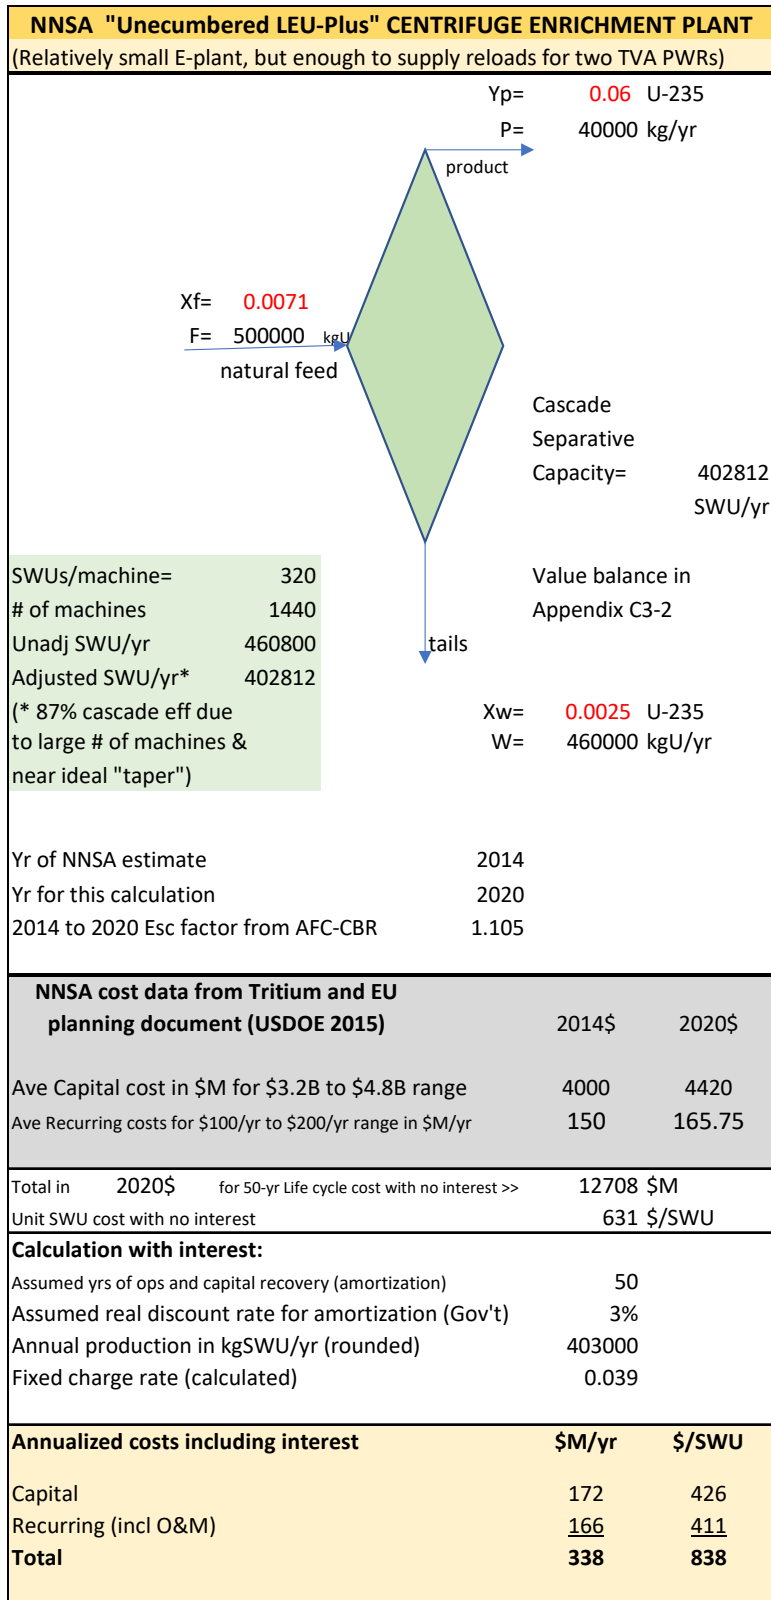 NNSA "Unecumbered LEU-Plus" CENTRIFUGE ENRICHMENT PLANT
(Relatively small E-plant, but enough to supply reloads for two TVA PWRs)
Yp= 0.06 U-235
P= 40000 kg/yr
product
Xf= 0.0071
F= 500000 kgU
natural feed
Cascade
Separative
Capacity= 402812
SWU/yr
SWUs/machine= 320
# of machines 1440
Unadj SWU/yr 460800
Adjusted SWU/yr* 402812
(* 87% cascade eff due
to large # of machines &
near ideal "taper")
Value balance in
Appendix C3-2
tails
Xw= 0.0025 U-235
W= 460000 kgU/yr
Yr of NNSA estimate 2014
Yr for this calculation 2020
2014 to 2020 Esc factor from AFC-CBR 1.105
NNSA cost data from Tritium and EU
planning document (USDOE 2015) 2014$ 2020$
Ave Capital cost in $M for $3.2B to $4.8B range 4000 4420
Ave Recurring costs for $100/yr to $200/yr range in $M/yr 150 165.75
Total in 2020$ for 50-yr Life cycle cost with no interest >> 12708 $M
Unit SWU cost with no interest 631 $/SWU
Calculation with interest:
Assumed yrs of ops and capital recovery (amortization) 50
Assumed real discount rate for amortization (Gov't) 3%
Annual production in kgSWU/yr (rounded) 403000
Fixed charge rate (calculated) 0.039
Annualized costs including interest $M/yr $/SWU
Capital 172 426
Recurring (incl O&M) 166 411
Total 338 838